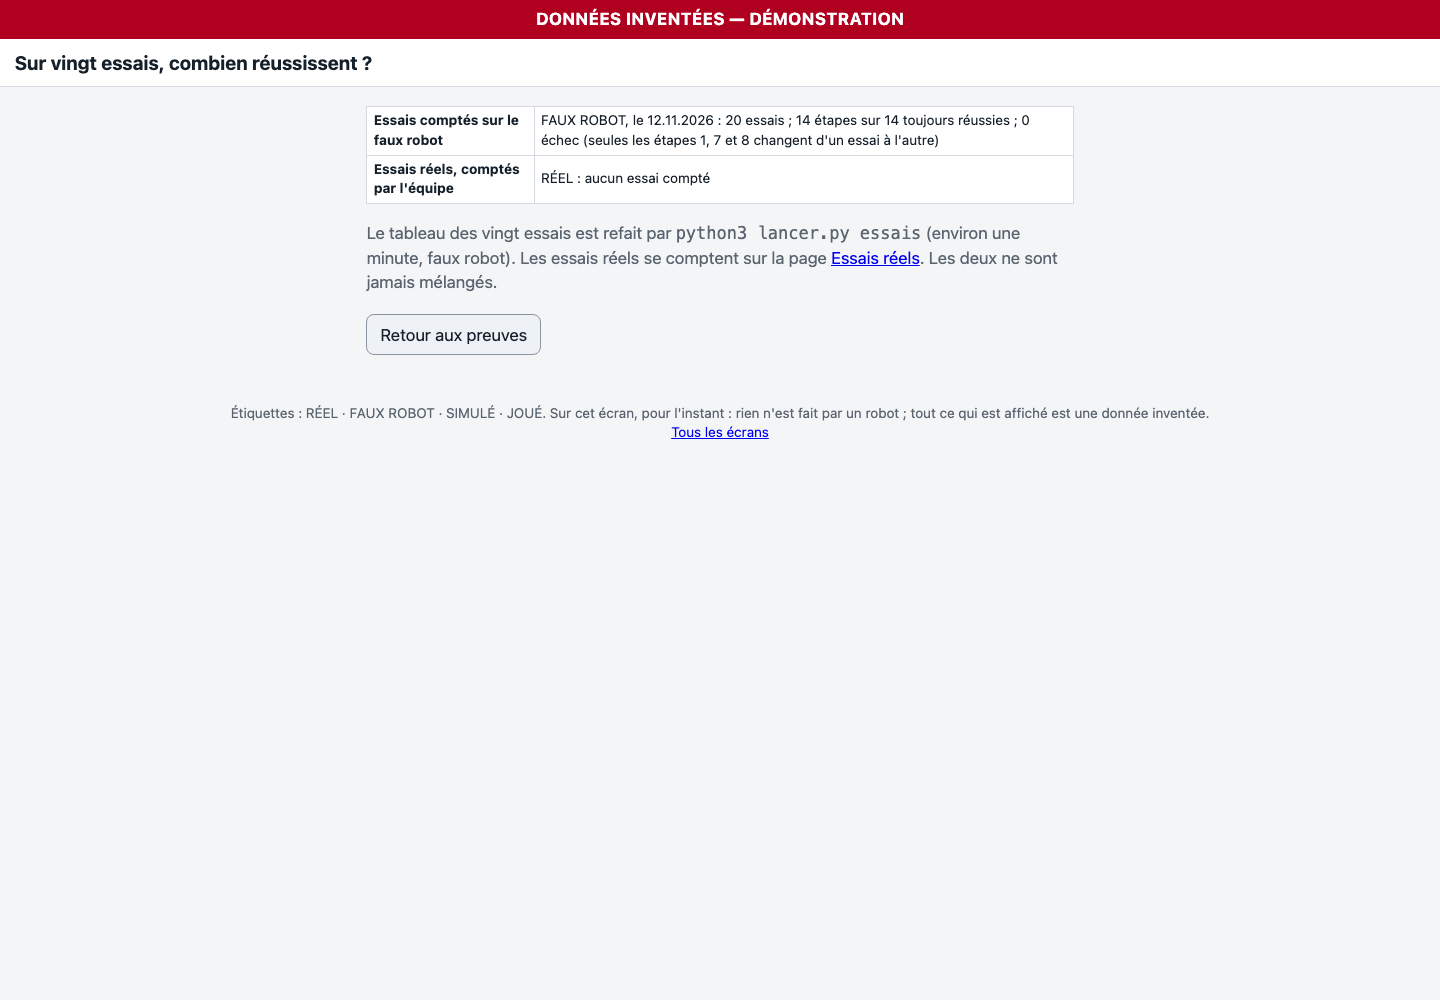 DONNÉES INVENTÉES — DÉMONSTRATION
Sur vingt essais, combien réussissent ?
Essais comptés sur le
faux robot
FAUX ROBOT, le 12.11.2026 : 20 essais ; 14 étapes sur 14 toujours réussies ; 0
échec (seules les étapes 1, 7 et 8 changent d'un essai à l'autre)
Essais réels, comptés
par l'équipe
RÉEL : aucun essai compté
Le tableau des vingt essais est refait par python3 lancer.py essais (environ une
minute, faux robot). Les essais réels se comptent sur la page Essais réels. Les deux ne sont
jamais mélangés.
Retour aux preuves
Étiquettes : RÉEL · FAUX ROBOT · SIMULÉ · JOUÉ. Sur cet écran, pour l'instant : rien n'est fait par un robot ; tout ce qui est affiché est une donnée inventée.
Tous les écrans